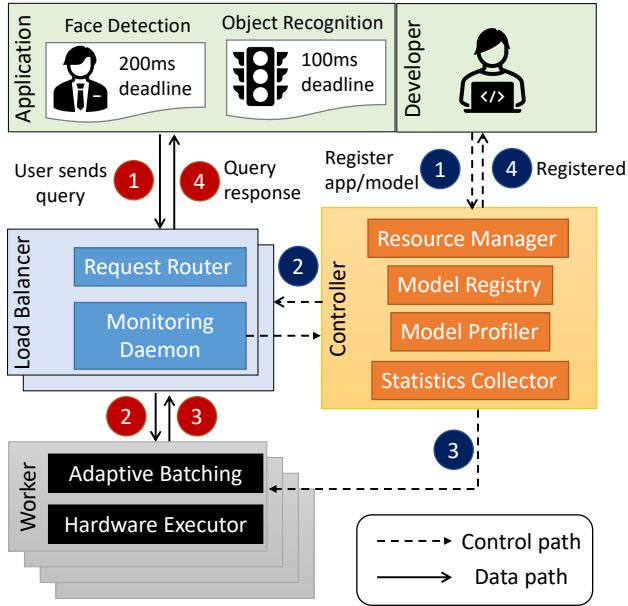 Application
Face Detection
200ms
deadline
Object Recognition
100ms
deadline
Developer
</>
User sends
query
1
4
Query
response
Register
app/model
1
4
Registered
Load Balancer
Request Router
Monitoring
Daemon
2
Controller
Resource Manager
Model Registry
Model Profiler
Statistics Collector
2
3
3
Worker
Adaptive Batching
Hardware Executor
Control path
Data path